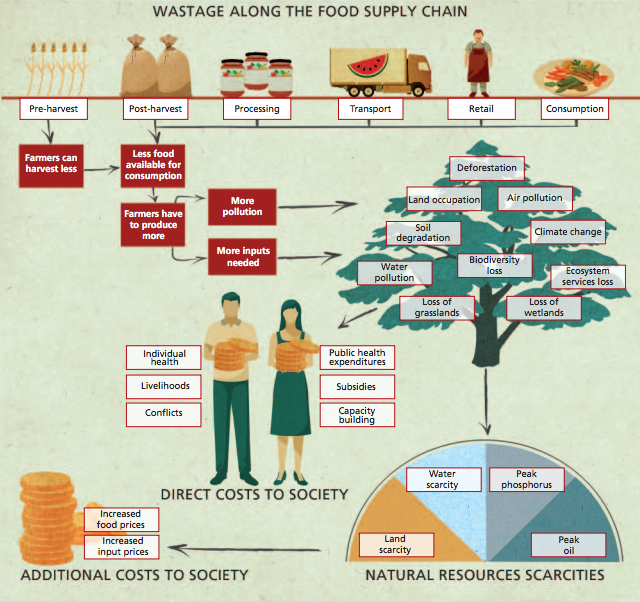 WASTAGE ALONG THE FOOD SUPPLY CHAIN
Pre-harvest
Post-harvest
Processing
Transport
Retail
Consumption
Farmers can
harvest less
Less food
available for
consumption
Farmers have
to produce
more
More
pollution
More inputs
needed
Deforestation
Land occupation
Air pollution
Soil
degradation
Climate change
Water
pollution
Biodiversity
loss
Ecosystem
services loss
Loss of
grasslands
Loss of
wetlands
Individual
health
Public health
expenditures
Livelihoods
Subsidies
Conflicts
Capacity
building
DIRECT COSTS TO SOCIETY
Water
scarcity
Peak
phosphorus
Land
scarcity
Peak
oil
Increased
food prices
Increased
input prices
ADDITIONAL COSTS TO SOCIETY
NATURAL RESOURCES SCARCITIES